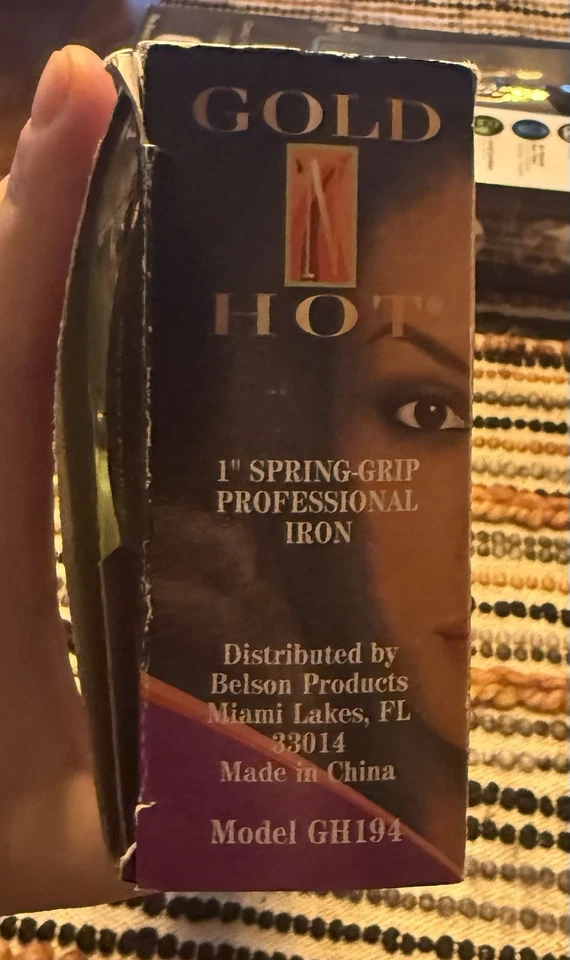 GOLD
N
HOT®
1" SPRING-GRIP
PROFESSIONAL
IRON
Distributed by
Belson Products
Miami Lakes, FL
33014
Made in China
Model GH194